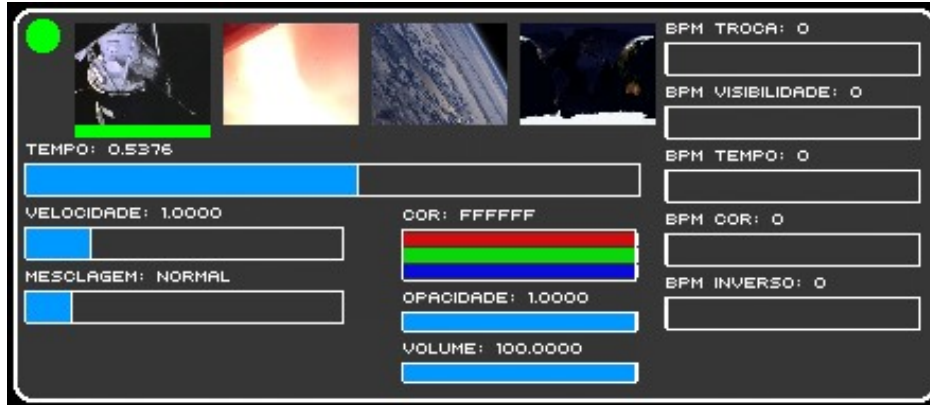 BPM TROCA: 0
BPM VISIBILIDADE: 0
TEMPO: 0.5376
BPM TEMPO: 0
VELOCIDADE: 1.0000
COR: FFFFFF
BPM COR: 0
MESCLAGEM: NORMAL
OPACIDADE: 1.0000
BPM INVERSO: 0
VOLUME: 100.0000